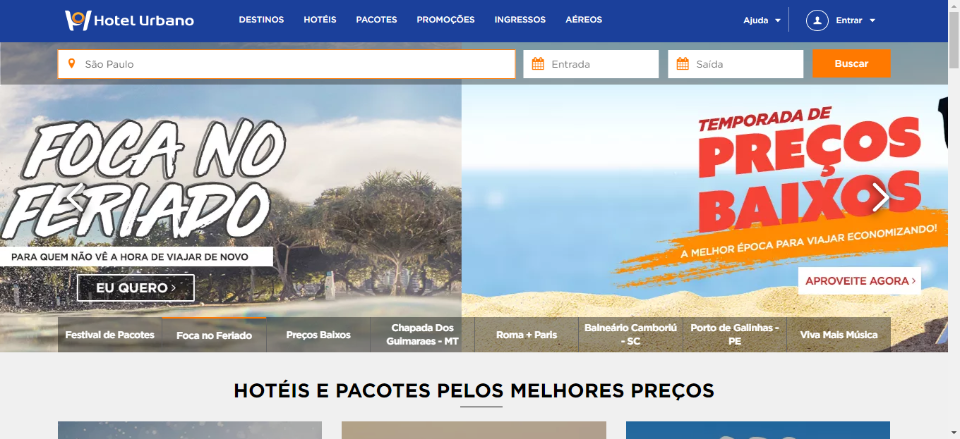 Hotel Urbano
DESTINOS
HOTÉIS
PACOTES
PROMOÇÕES
INGRESSOS
AÉREOS
Ajuda
Entrar
São Paulo
Entrada
Saída
Buscar
FOCA NO
FERIADO
PARA QUEM NÃO VÊ A HORA DE VIAJAR DE NOVO
EU QUERO
TEMPORADA DE
PREÇOS
BAIXOS
A MELHOR ÉPOCA PARA VIAJAR ECONOMIZANDO!
APROVEITE AGORA
Festival de Pacotes
Foca no Feriado
Preços Baixos
Chapada Dos
Guimaraes - MT
Roma + Paris
Balneário Camboriú
- SC
Porto de Galinhas -
PE
Viva Mais Música
HOTÉIS E PACOTES PELOS MELHORES PREÇOS